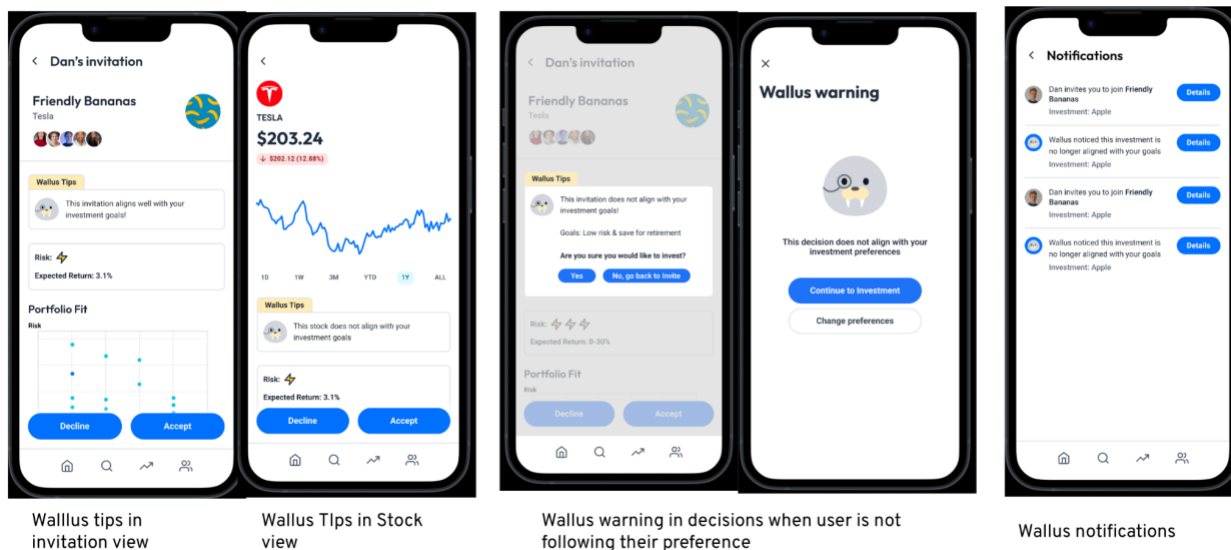 Dan's invitation
Friendly Bananas
Tesla
Wallus Tips
This invitation aligns well with your
investment goals!
Risk:
Expected Return: 3.1%
Portfolio Fit
Risk
Decline
Accept
Walllus tips in
invitation view
TESLA
$203.24
↓ $202.12 (12.88%)
1D 1W 3M YTD 1Y ALL
Wallus Tips
This stock does not align with your
investment goals
Risk:
Expected Return: 3.1%
Decline
Accept
Wallus TIps in Stock
view
Dan's invitation
Friendly Bananas
Tesla
Wallus Tips
This invitation does not align with your
investment goals!
Goals: Low risk & save for retirement
Are you sure you would like to invest?
Yes
No, go back to Invite
Risk:
Expected Return: 0-30%
Portfolio Fit
Risk
Decline
Accept
Wallus warning
This decision does not align with your
investment preferences
Continue to Investment
Change preferences
Wallus warning in decisions when user is not
following their preference
Notifications
Dan invites you to join Friendly
Bananas
Investment: Apple
Details
Wallus noticed this investment is
no longer aligned with your goals
Investment: Apple
Details
Dan invites you to join Friendly
Bananas
Investment: Apple
Details
Wallus noticed this investment is
no longer aligned with your goals
Investment: Apple
Details
Wallus notifications